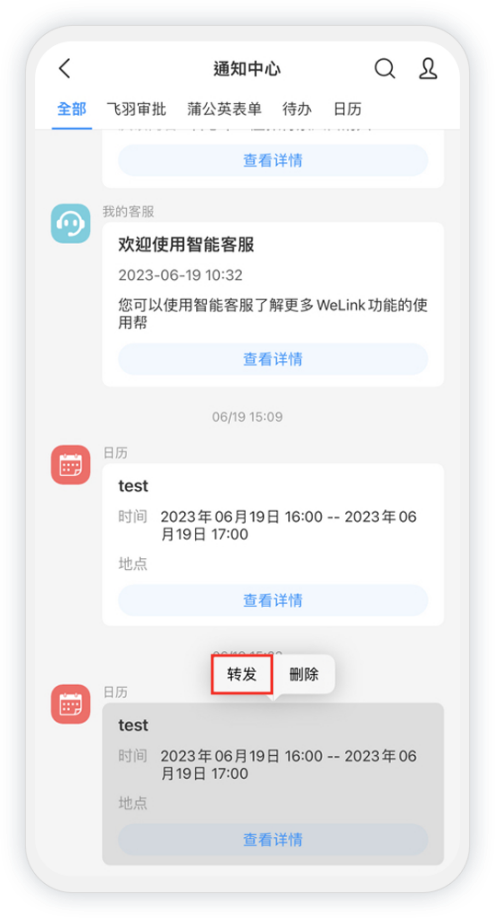 通知中心
全部 飞羽审批 蒲公英表单 待办 日历
查看详情
我的客服
欢迎使用智能客服
2023-06-19 10:32
您可以使用智能客服了解更多 WeLink 功能的使
用帮
查看详情
06/19 15:09
日历
test
时间 2023年06月19日 16:00 -- 2023年06
月19日 17:00
地点
查看详情
转发 删除
日历
test
时间 2023年06月19日 16:00 -- 2023年06
月19日 17:00
地点
查看详情